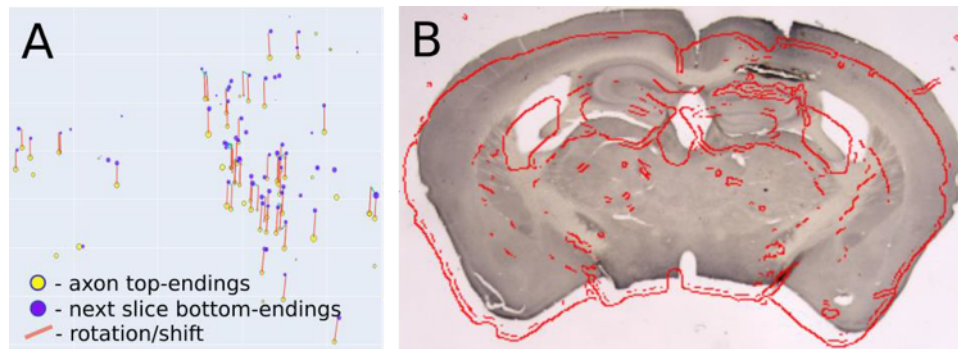 A
B
- axon top-endings
- next slice bottom-endings
- rotation/shift